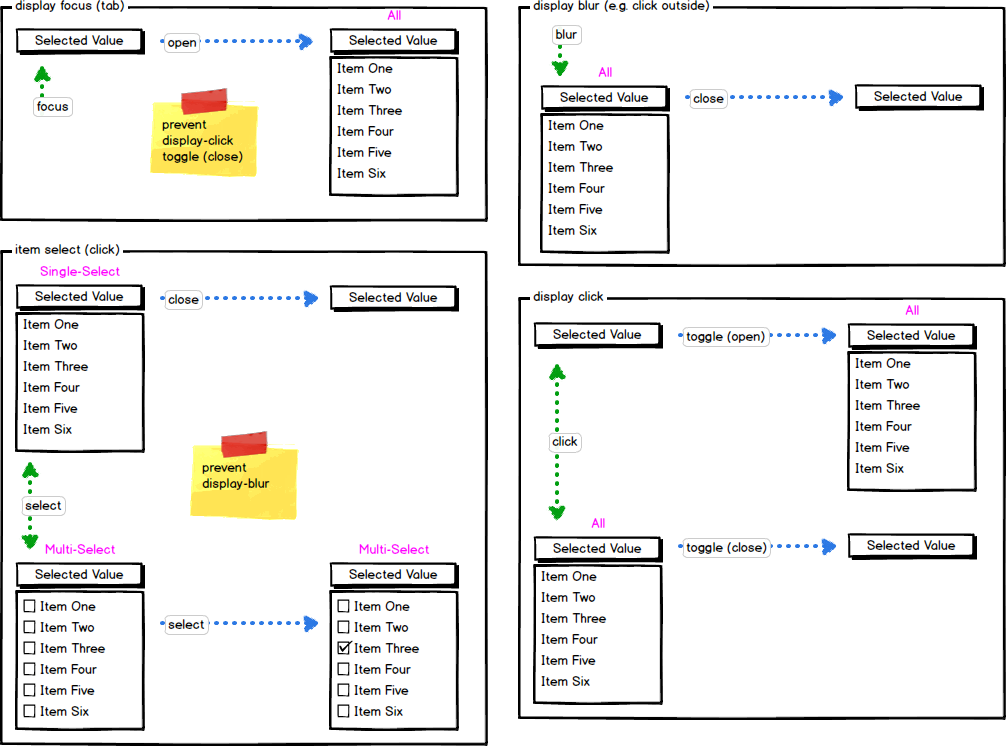 display focus (tab)
All
Selected Value
open
Selected Value
focus
prevent
display-click
toggle (close)
Item One
Item Two
Item Three
Item Four
Item Five
Item Six
display blur (e.g. click outside)
blur
All
Selected Value
close
Selected Value
Item One
Item Two
Item Three
Item Four
Item Five
Item Six
item select (click)
Single-Select
Selected Value
close
Selected Value
Item One
Item Two
Item Three
Item Four
Item Five
Item Six
prevent
display-blur
select
Multi-Select
Multi-Select
Selected Value
Selected Value
Item One
Item Two
Item Three
Item Four
Item Five
Item Six
select
Item One
Item Two
Item Three
Item Four
Item Five
Item Six
display click
All
Selected Value
toggle (open)
Selected Value
Item One
Item Two
Item Three
Item Four
Item Five
Item Six
click
All
Selected Value
toggle (close)
Selected Value
Item One
Item Two
Item Three
Item Four
Item Five
Item Six